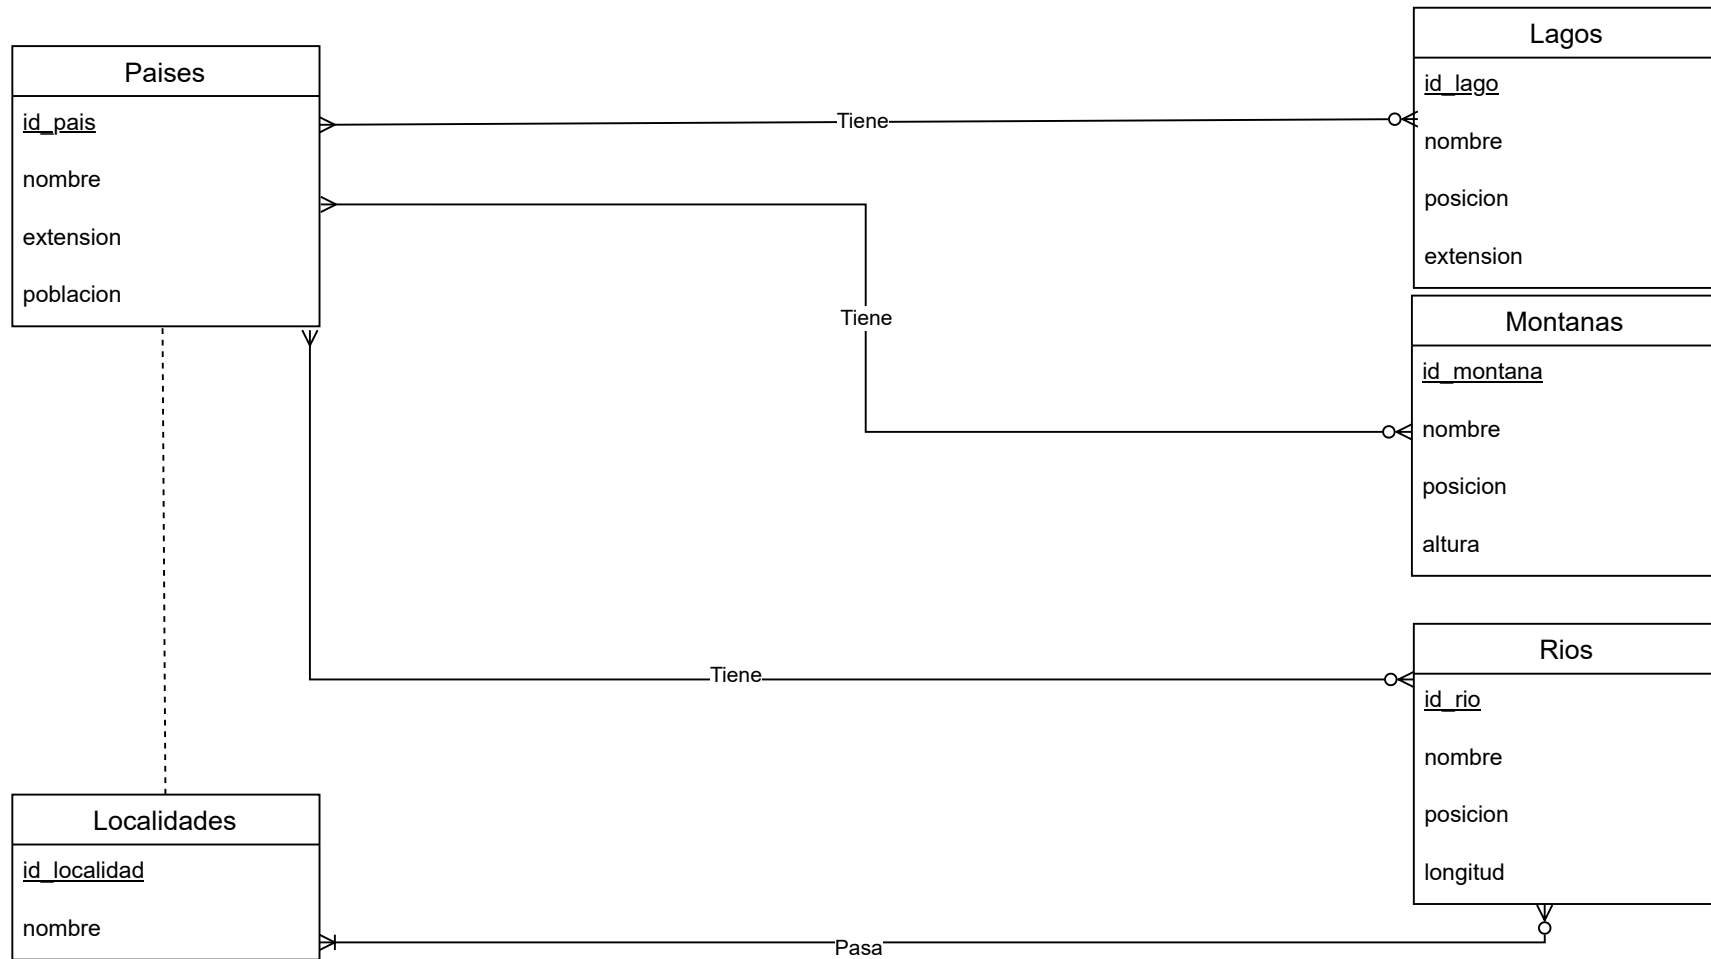 Paises
id_pais
nombre
extension
poblacion
Tiene
Lagos
id_lago
nombre
posicion
extension
Tiene
Montanas
id_montana
nombre
posicion
altura
Tiene
Rios
id_rio
nombre
posicion
longitud
Localidades
id_localidad
nombre
Pasa